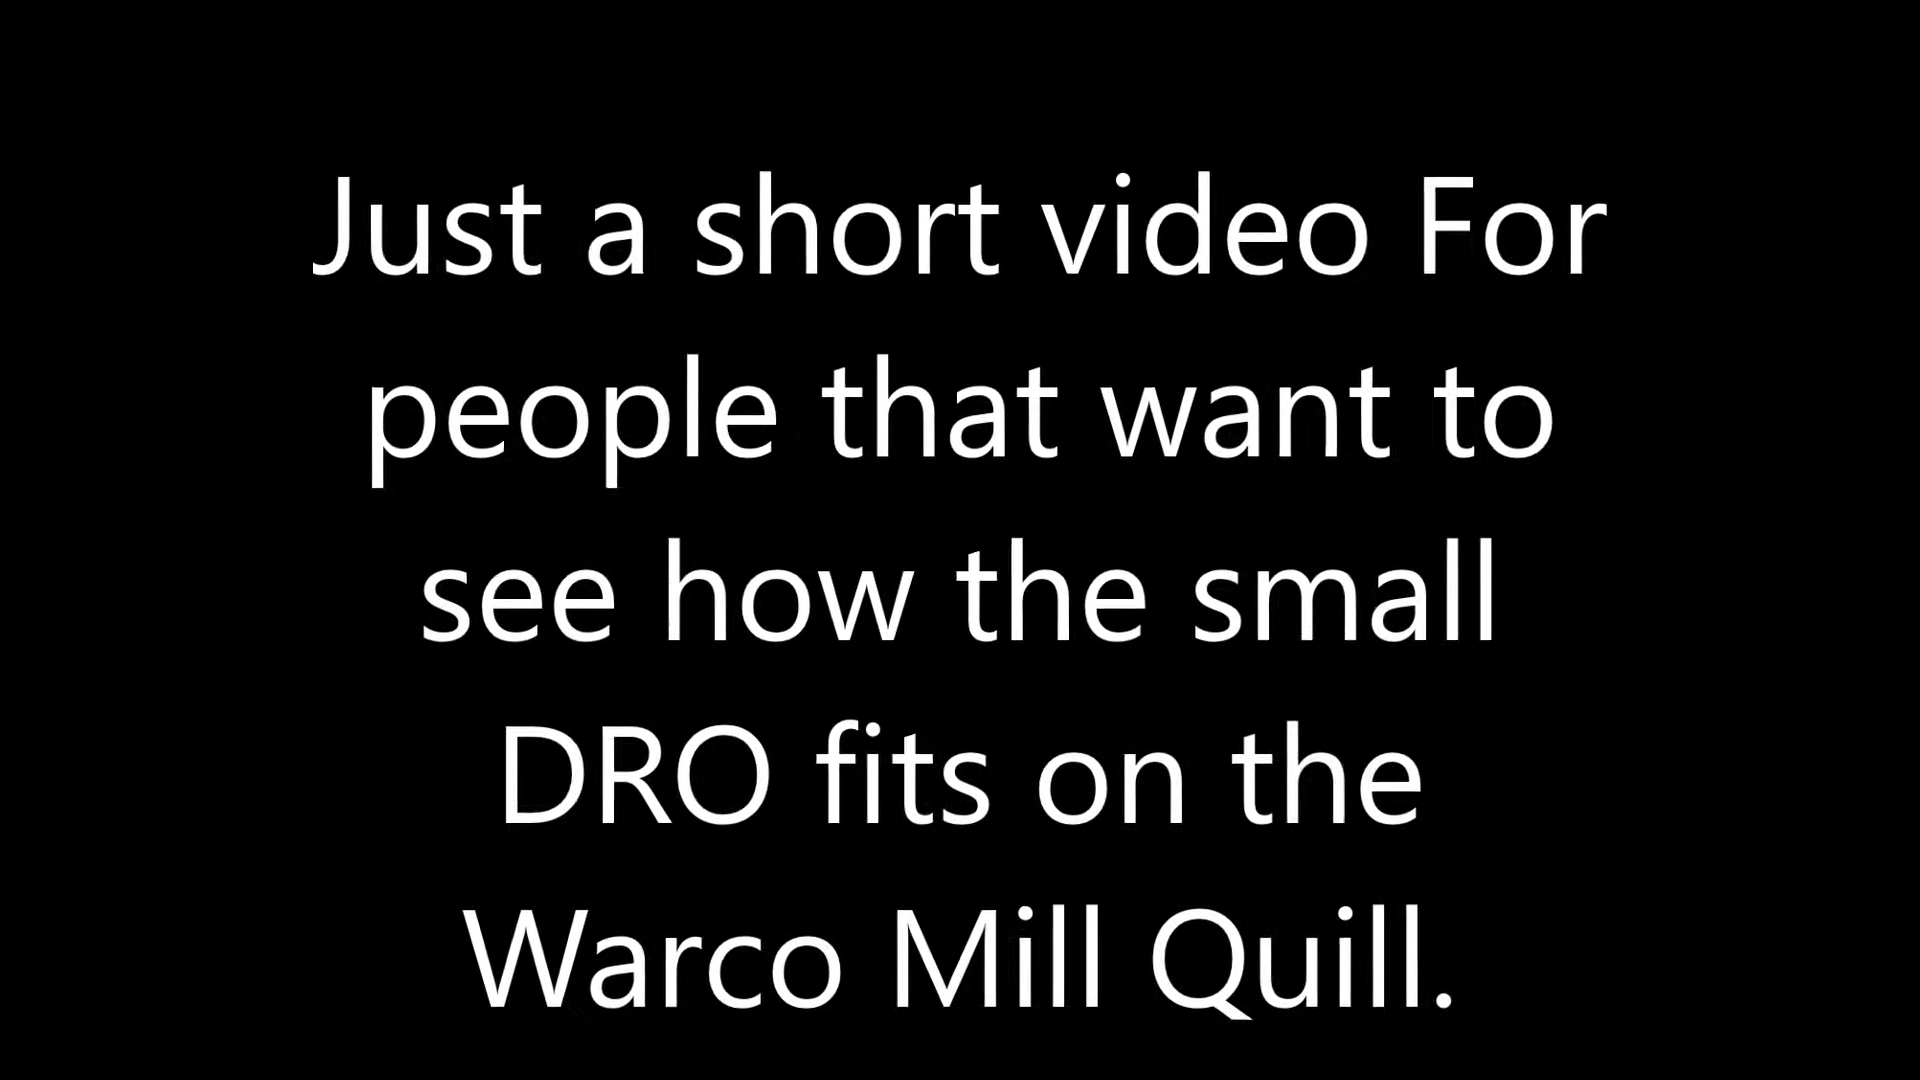 Just a short video For
people that want to
see how the small
DRO fits on the
Warco Mill Quill.